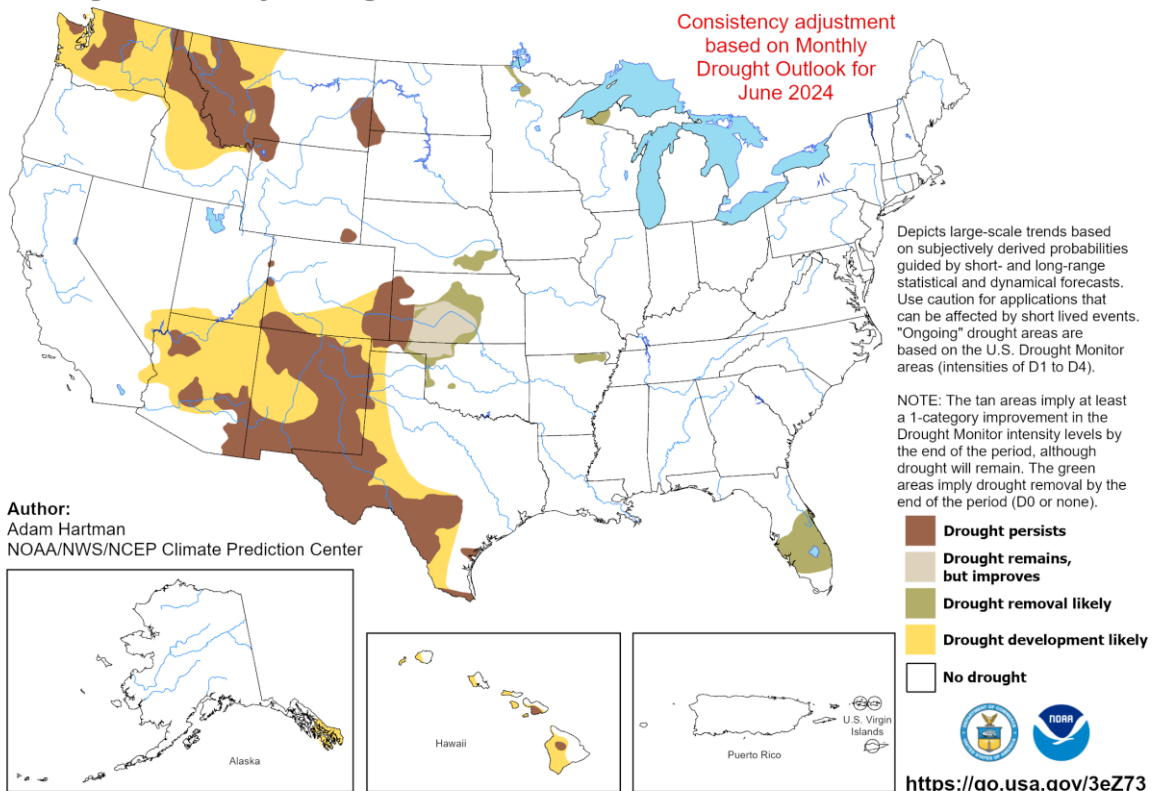 Consistency adjustment
based on Monthly
Drought Outlook for
June 2024
Depicts large-scale trends based
on subjectively derived probabilities
guided by short- and long-range
statistical and dynamical forecasts.
Use caution for applications that
can be affected by short lived events.
"Ongoing" drought areas are
based on the U.S. Drought Monitor
areas (intensities of D1 to D4).
NOTE: The tan areas imply at least
a 1-category improvement in the
Drought Monitor intensity levels by
the end of the period, although
drought will remain. The green
areas imply drought removal by the
end of the period (D0 or none).
Author:
Adam Hartman
NOAA/NWS/NCEP Climate Prediction Center
Drought persists
Drought remains,
but improves
Drought removal likely
Drought development likely
No drought
Alaska
Hawaii
Puerto Rico
U.S. Virgin
Islands
NOAA
https://go.usa.gov/3eZ73